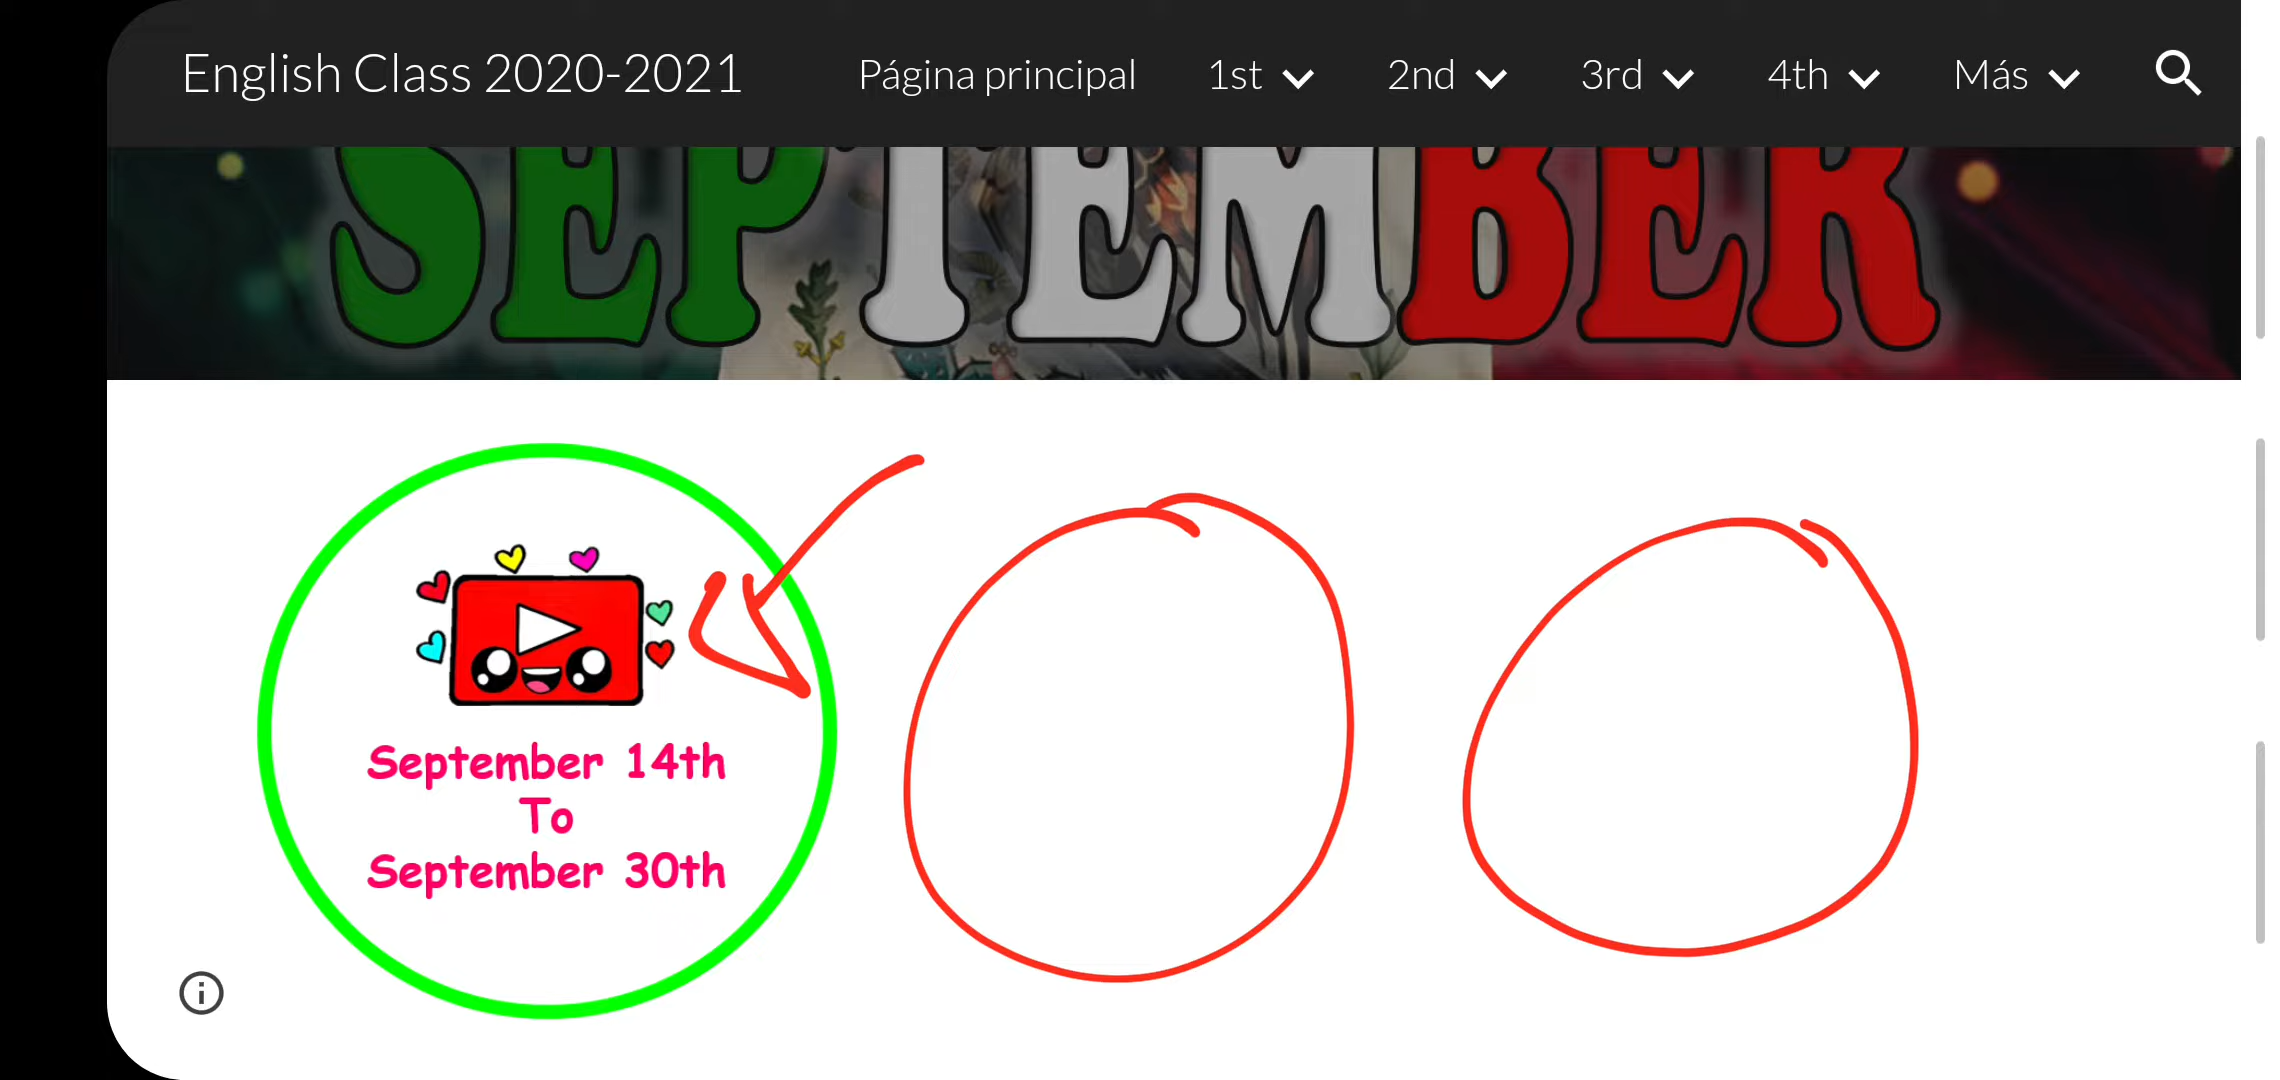 English Class 2020-2021 Página principal 1st 2nd 3rd 4th Más
SEPTEMBER
September 14th
To
September 30th